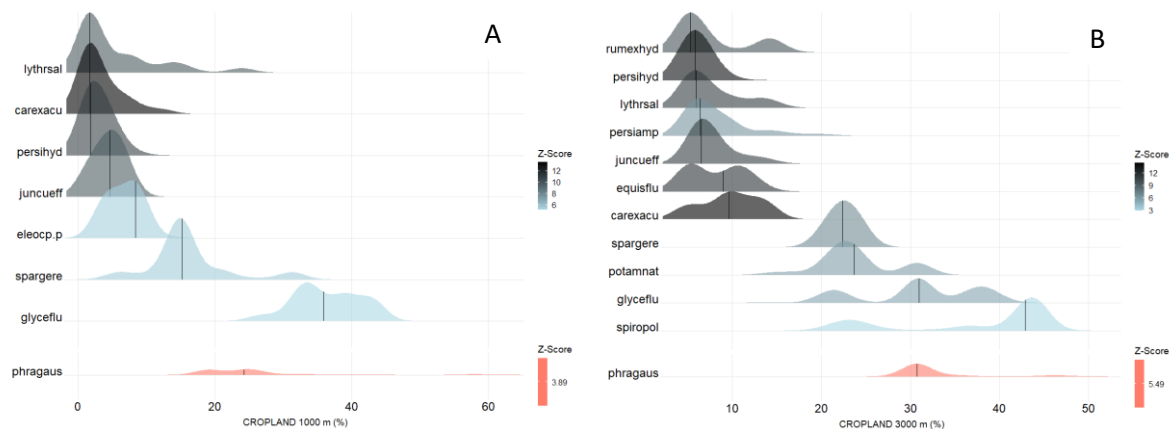 A
lythrsal
carexacu
persihyd
juncueff
eleocp.p
spargere
glyceflu
phragaus
0 20 40 60
CROPLAND 1000 m (%)
Z-Score
12
10
8
6
Z-Score
3.89
B
rumexhyd
persihyd
lythrsal
persiamp
juncueff
equisflu
carexacu
spargere
potamnat
glyceflu
spiropol
phragaus
10 20 30 40 50
CROPLAND 3000 m (%)
Z-Score
12
9
6
3
Z-Score
5.49